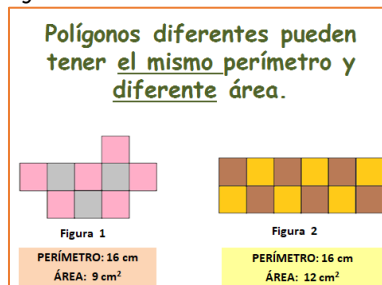 Polígonos diferentes pueden
tener el mismo perímetro y
diferente área.
Figura 1
Figura 2
PERÍMETRO: 16 cm
ÁREA: 9 cm²
PERÍMETRO: 16 cm
ÁREA: 12 cm²